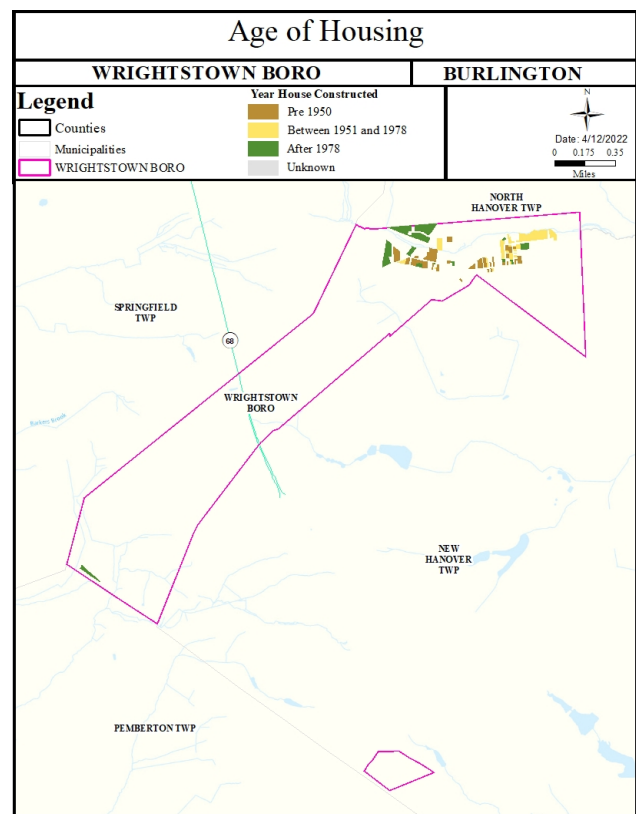 Age of Housing
WRIGHTSTOWN BORO
BURLINGTON
Legend
Counties
Municipalities
WRIGHTSTOWN BORO
Year House Constructed
Pre 1950
Between 1951 and 1978
After 1978
Unknown
N
Date: 4/12/2022
0 0.175 0.35
Miles
NORTH
HANOVER TWP
SPRINGFIELD
TWP
68
WRIGHTSTOWN
BORO
NEW
HANOVER
TWP
PEMBERTON TWP